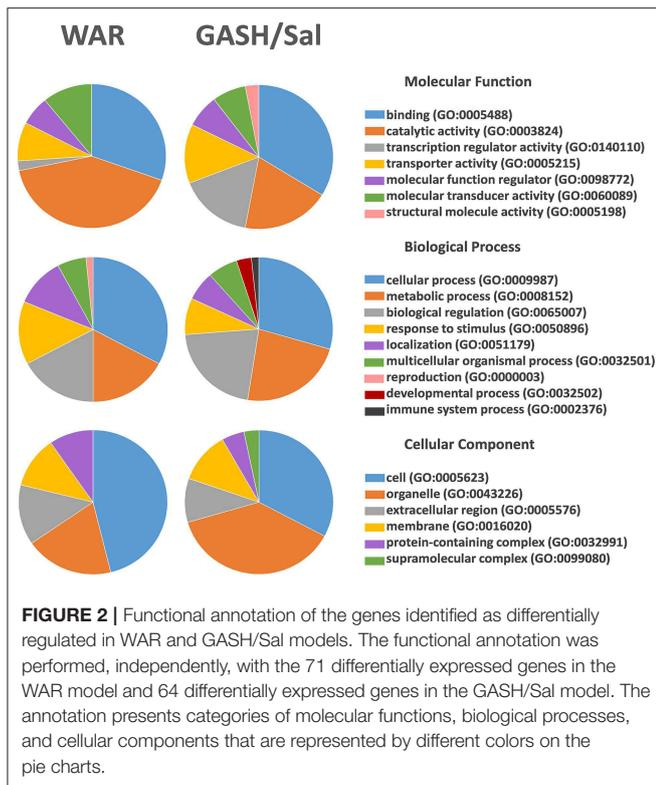 WAR
GASH/Sal
Molecular Function
binding (GO:0005488)
catalytic activity (GO:0003824)
transcription regulator activity (GO:0140110)
transporter activity (GO:0005215)
molecular function regulator (GO:0098772)
molecular transducer activity (GO:0060089)
structural molecule activity (GO:0005198)
Biological Process
cellular process (GO:0009987)
metabolic process (GO:0008152)
biological regulation (GO:0065007)
response to stimulus (GO:0050896)
localization (GO:0051179)
multicellular organismal process (GO:0032501)
reproduction (GO:0000003)
developmental process (GO:0032502)
immune system process (GO:0002376)
Cellular Component
cell (GO:0005623)
organelle (GO:0043226)
extracellular region (GO:0005576)
membrane (GO:0016020)
protein-containing complex (GO:0032991)
supramolecular complex (GO:0099080)
FIGURE 2 | Functional annotation of the genes identified as differentially
regulated in WAR and GASH/Sal models. The functional annotation was
performed, independently, with the 71 differentially expressed genes in the
WAR model and 64 differentially expressed genes in the GASH/Sal model. The
annotation presents categories of molecular functions, biological processes,
and cellular components that are represented by different colors on the
pie charts.